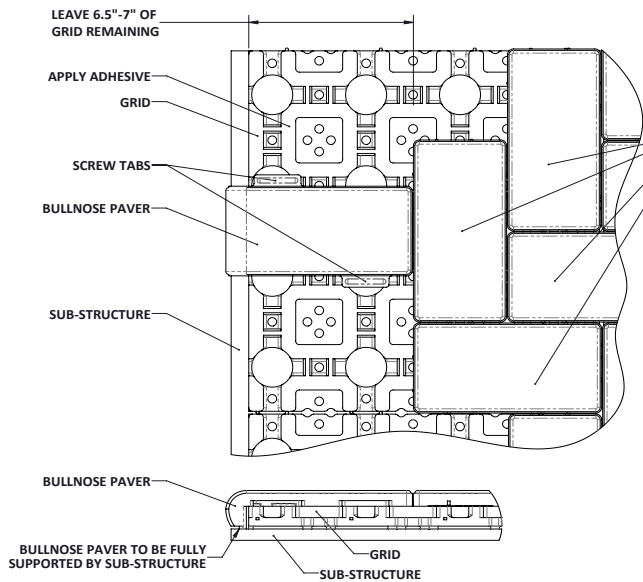 LEAVE 6.5"-7" OF
GRID REMAINING
APPLY ADHESIVE
GRID
SCREW TABS
BULLNOSE PAVER
SUB-STRUCTURE
BULLNOSE PAVER
BULLNOSE PAVER TO BE FULLY
SUPPORTED BY SUB-STRUCTURE
GRID
SUB-STRUCTURE